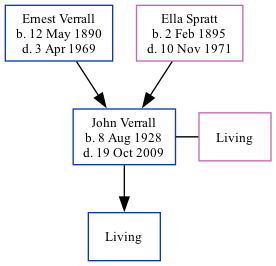 Ernest Verrall
b. 12 May 1890
d. 3 Apr 1969
Ella Spratt
b. 2 Feb 1895
d. 10 Nov 1971
John Verrall
b. 8 Aug 1928
d. 19 Oct 2009
Living
Living